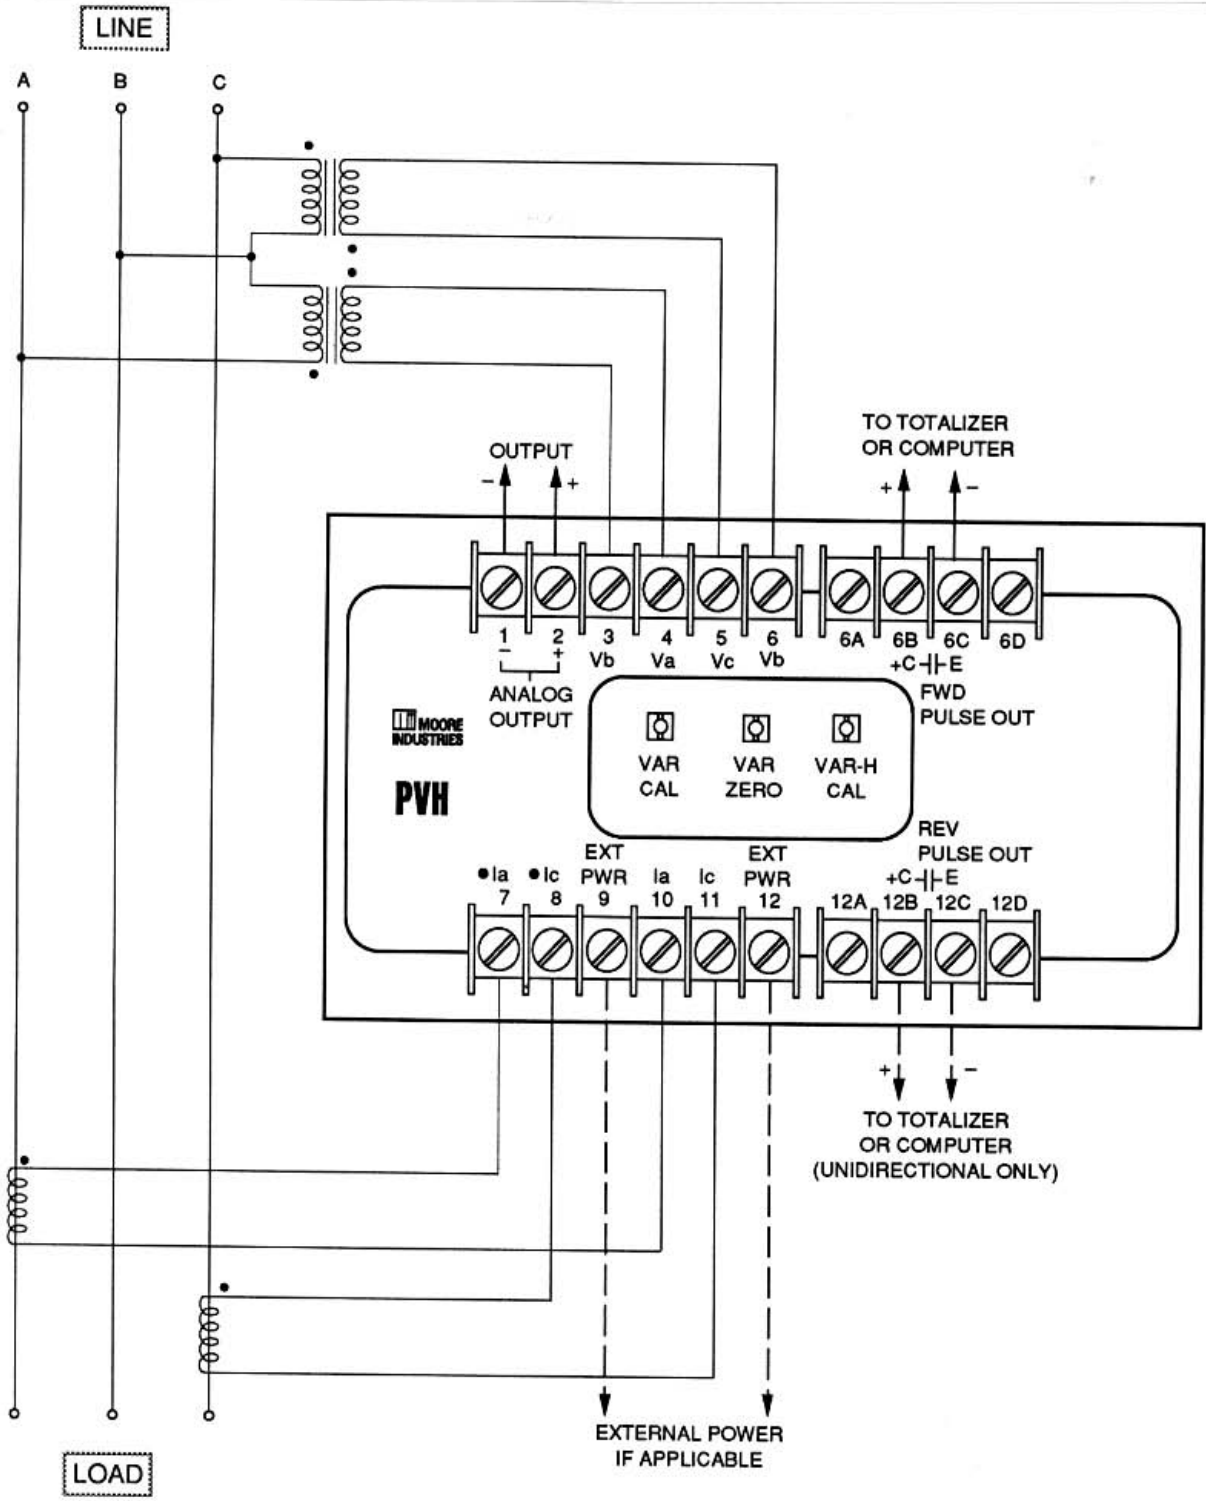 LINE
A B C
TO TOTALIZER
OR COMPUTER
OUTPUT
− + + −
1 2 3 4 5 6 6A 6B 6C 6D
− + Vb Va Vc Vb +C E
ANALOG
OUTPUT
FWD
PULSE OUT
MOORE
INDUSTRIES
PVH
VAR
CAL
VAR
ZERO
VAR-H
CAL
REV
PULSE OUT
+C E
EXT
PWR
EXT
PWR
•Ia •Ic Ia Ic
7 8 9 10 11 12 12A 12B 12C 12D
+ −
TO TOTALIZER
OR COMPUTER
(UNIDIRECTIONAL ONLY)
EXTERNAL POWER
IF APPLICABLE
LOAD